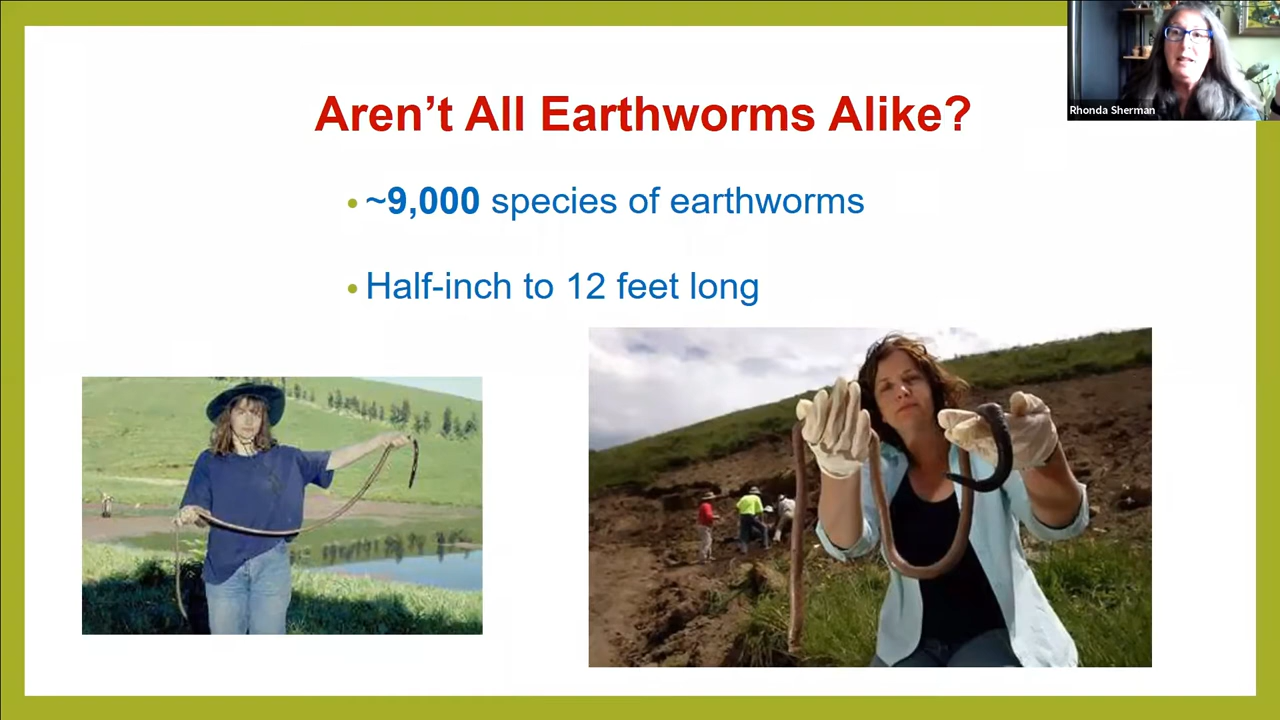 Aren’t All Earthworms Alike?
Rhonda Sherman
• ~9,000 species of earthworms
• Half-inch to 12 feet long